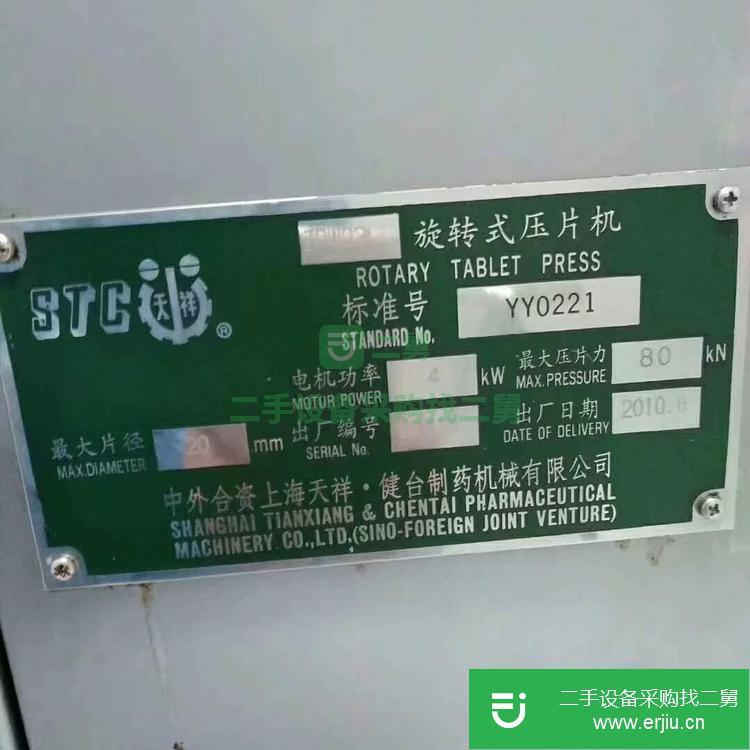 旋转式压片机
ROTARY TABLET PRESS
STC 天祥 ®
标准号 YY0221
STANDARD No.
电机功率 4 kW 最大压片力 80 kN
MOTUR POWER MAX.PRESSURE
最大片径 20 mm 出厂编号 出厂日期 2010.8
MAX.DIAMETER SERIAL No. DATE OF DELIVERY
中外合资上海天祥·健台制药机械有限公司
SHANGHAI TIANXIANG & CHENTAI PHARMACEUTICAL
MACHINERY CO.,LTD.(SINO-FOREIGN JOINT VENTURE)
二舅
二手设备采购找二舅
二手设备采购找二舅
www.erjiu.cn